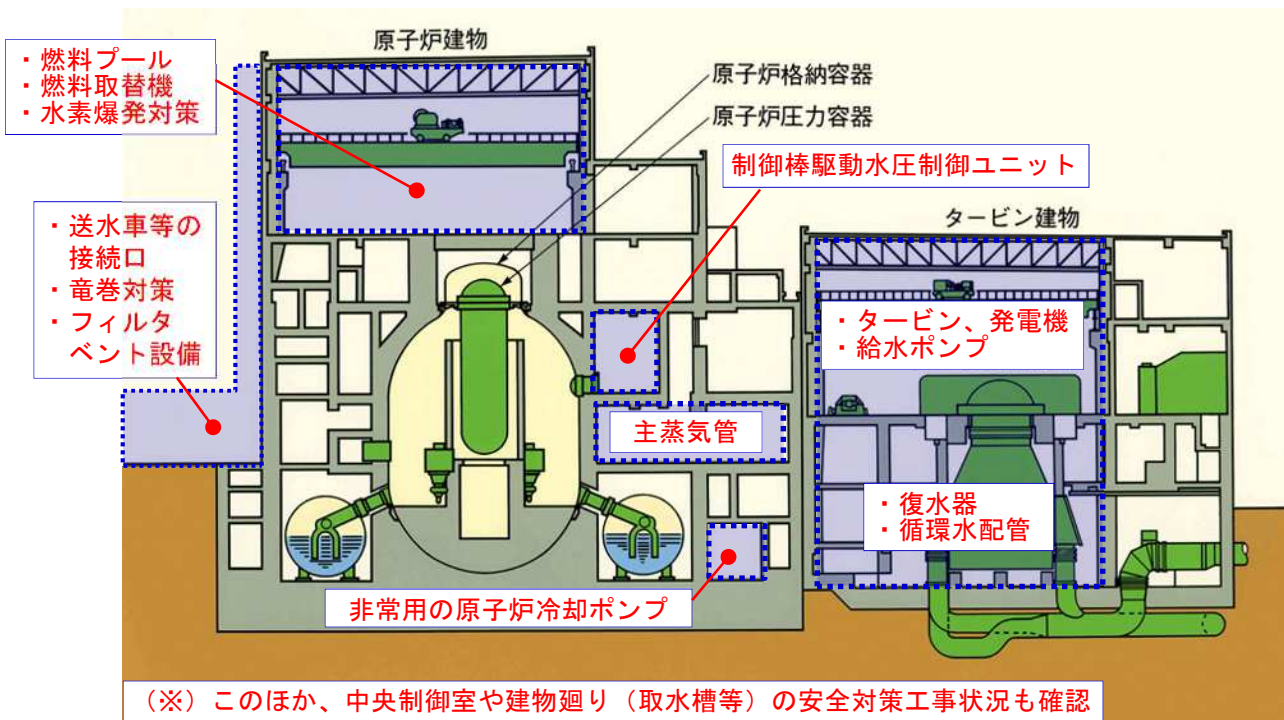 原子炉建物
・燃料プール
・燃料取替機
・水素爆発対策
原子炉格納容器
原子炉圧力容器
制御棒駆動水圧制御ユニット
・送水車等の
接続口
・竜巻対策
・フィルタ
ベント設備
タービン建物
・タービン、発電機
・給水ポンプ
主蒸気管
・復水器
・循環水配管
非常用の原子炉冷却ポンプ
(※)このほか、中央制御室や建物廻り(取水槽等)の安全対策工事状況も確認